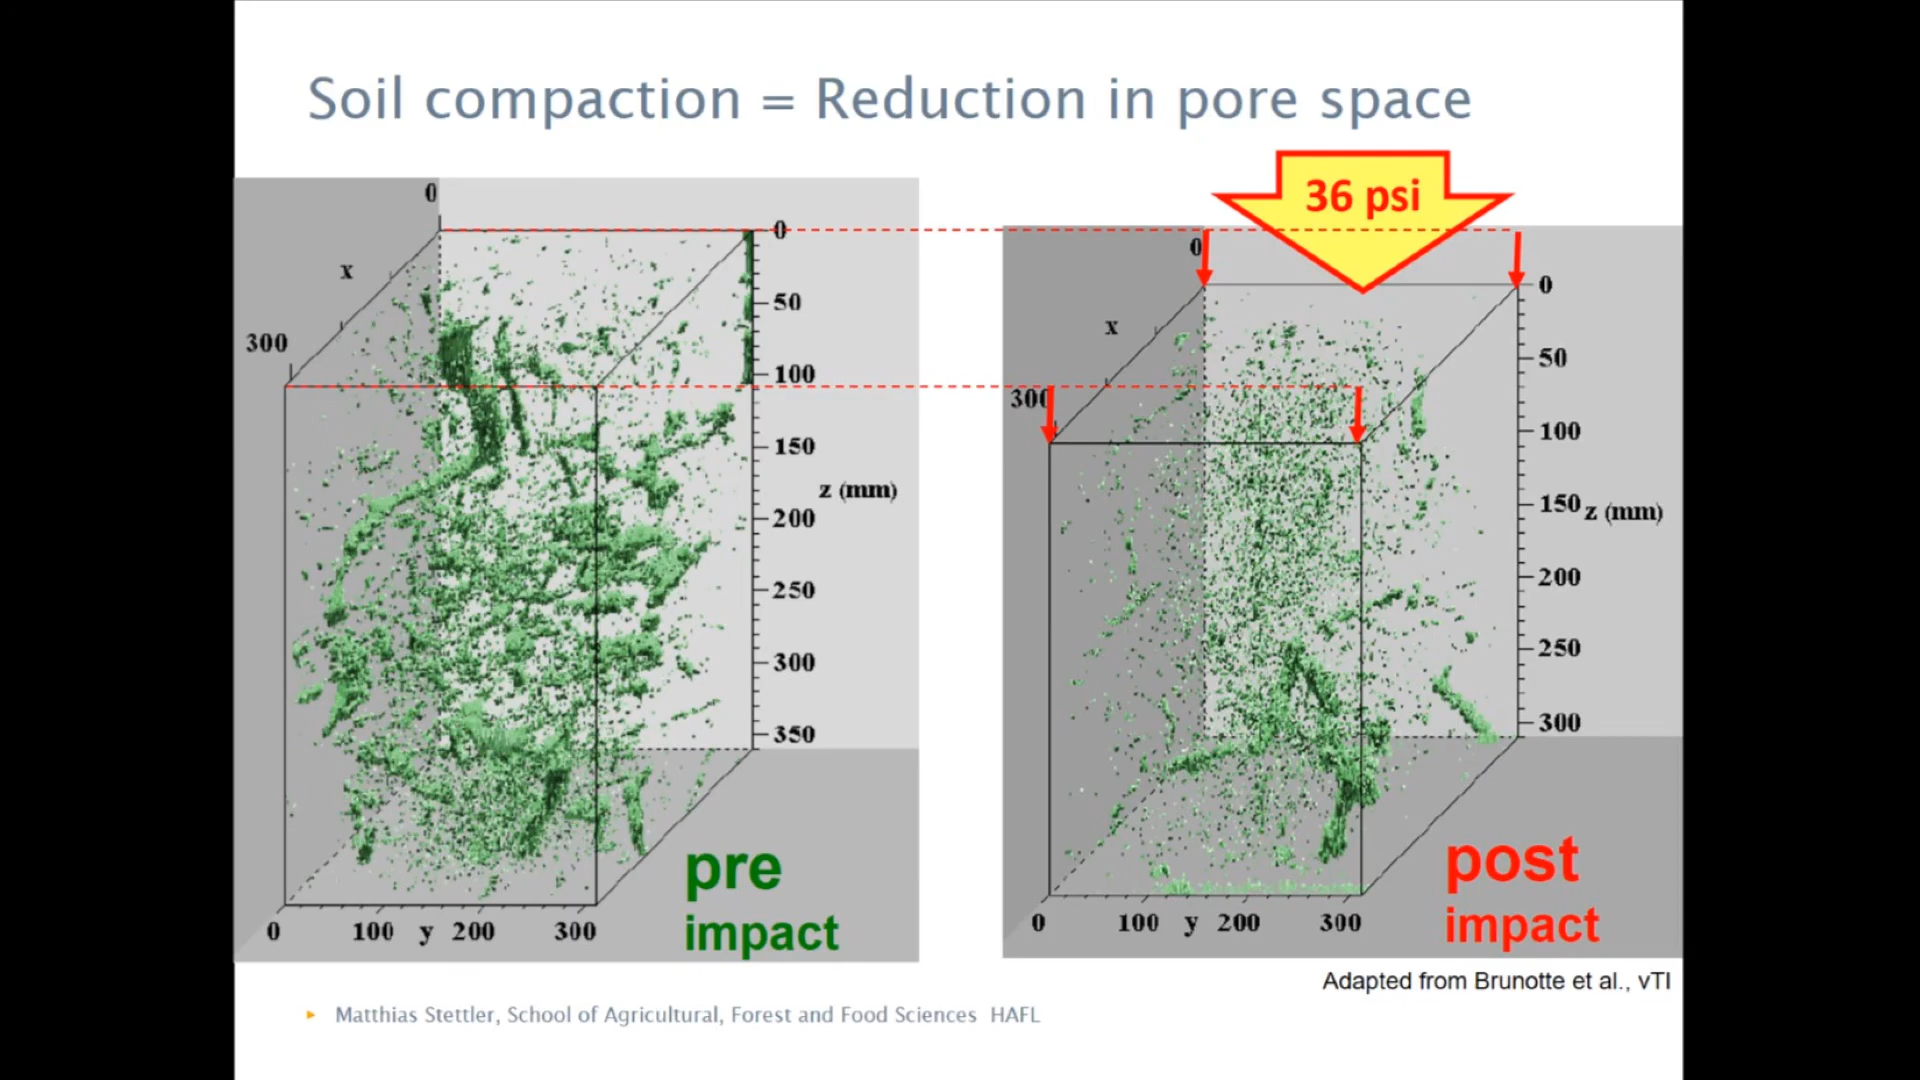 Soil compaction = Reduction in pore space
36 psi
0
x
300
0
50
100
150
z (mm)
200
250
300
350
0
100
y
200
300
pre
impact
0
x
300
0
50
100
150
z (mm)
200
250
300
0
100
y
200
300
post
impact
Adapted from Brunotte et al., vTI
Matthias Stettler, School of Agricultural, Forest and Food Sciences HAFL